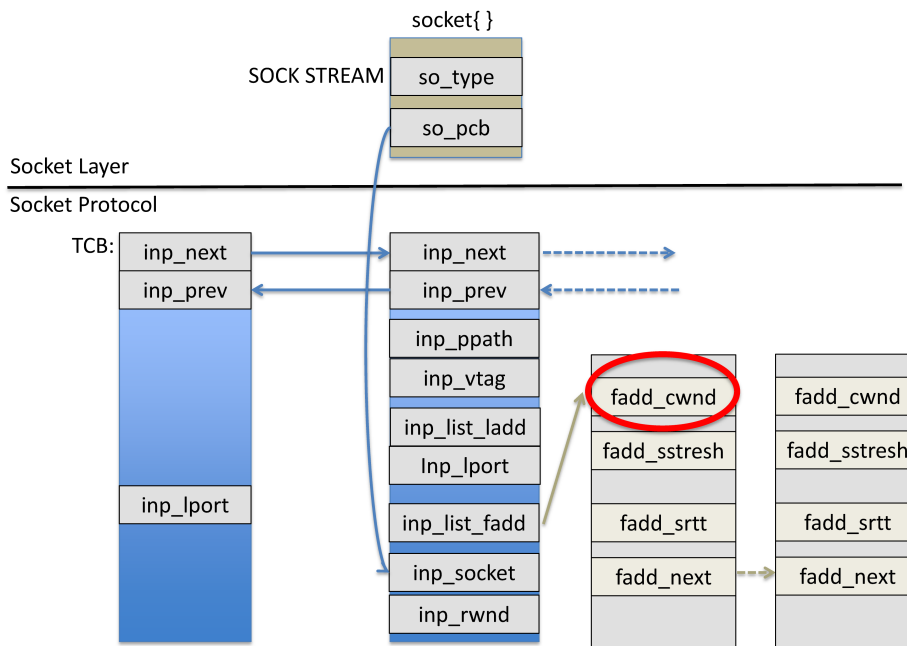 socket{ }
SOCK STREAM
so_type
so_pcb
Socket Layer
Socket Protocol
TCB:
inp_next
inp_prev
inp_lport
inp_next
inp_prev
inp_ppath
inp_vtag
inp_list_ladd
Inp_lport
inp_list_fadd
inp_socket
inp_rwnd
fadd_cwnd
fadd_sstresh
fadd_srtt
fadd_next
fadd_cwnd
fadd_sstresh
fadd_srtt
fadd_next